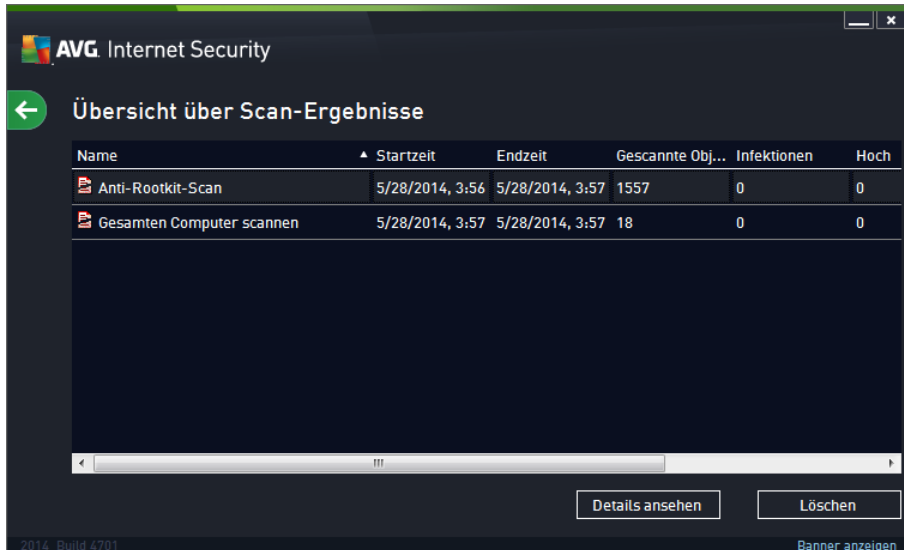 AVG Internet Security
Übersicht über Scan-Ergebnisse
Name Startzeit Endzeit Gescannte Obj... Infektionen Hoch
Anti-Rootkit-Scan 5/28/2014, 3:56 5/28/2014, 3:57 1557 0 0
Gesamten Computer scannen 5/28/2014, 3:57 5/28/2014, 3:57 18 0 0
Details ansehen Löschen
2014 Build 4701 Banner anzeigen